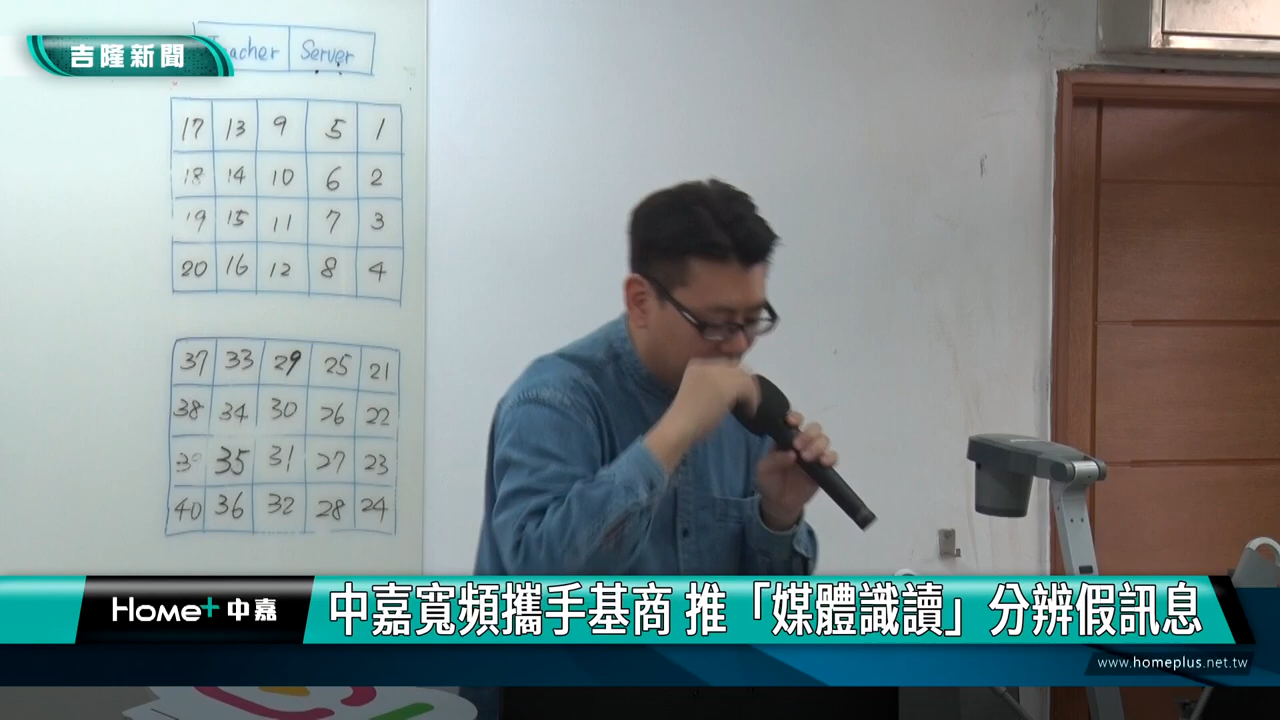 吉隆新聞
Teacher Server
17 13 9 5 1
18 14 10 6 2
19 15 11 7 3
20 16 12 8 4
37 33 29 25 21
38 34 30 26 22
39 35 31 27 23
40 36 32 28 24
Home+中嘉 中嘉寬頻攜手基商 推「媒體識讀」分辨假訊息
www.homeplus.net.tw